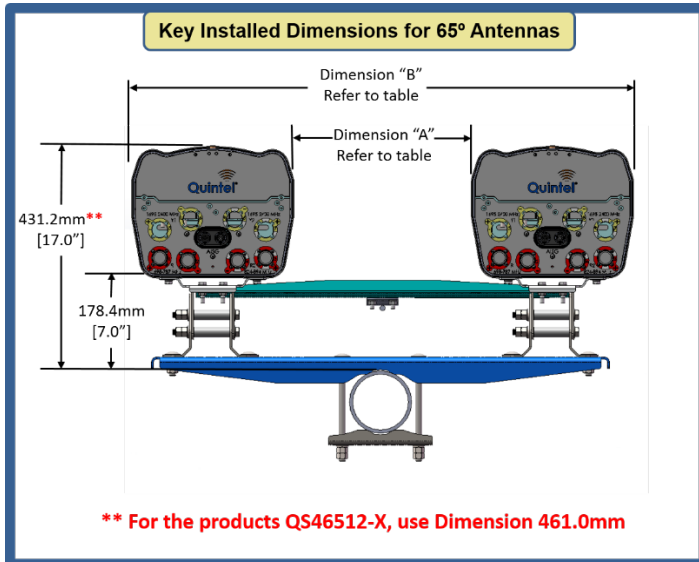 Key Installed Dimensions for 65º Antennas
Dimension “B”
Refer to table
Dimension “A”
Refer to table
431.2mm**
[17.0”]
Quintel
Quintel
178.4mm
[7.0”]
** For the products QS46512-X, use Dimension 461.0mm